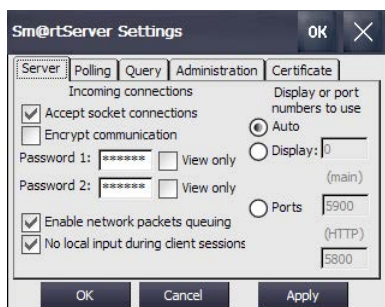 Sm@rtServer Settings OK
Server Polling Query Administration Certificate
Incoming connections
Accept socket connections
Encrypt communication
Password 1: ****** View only
Password 2: ****** View only
Enable network packets queuing
No local input during client sessions
Display or port
numbers to use
Auto
Display: 0
(main)
Ports 5900
(HTTP)
5800
OK Cancel Apply